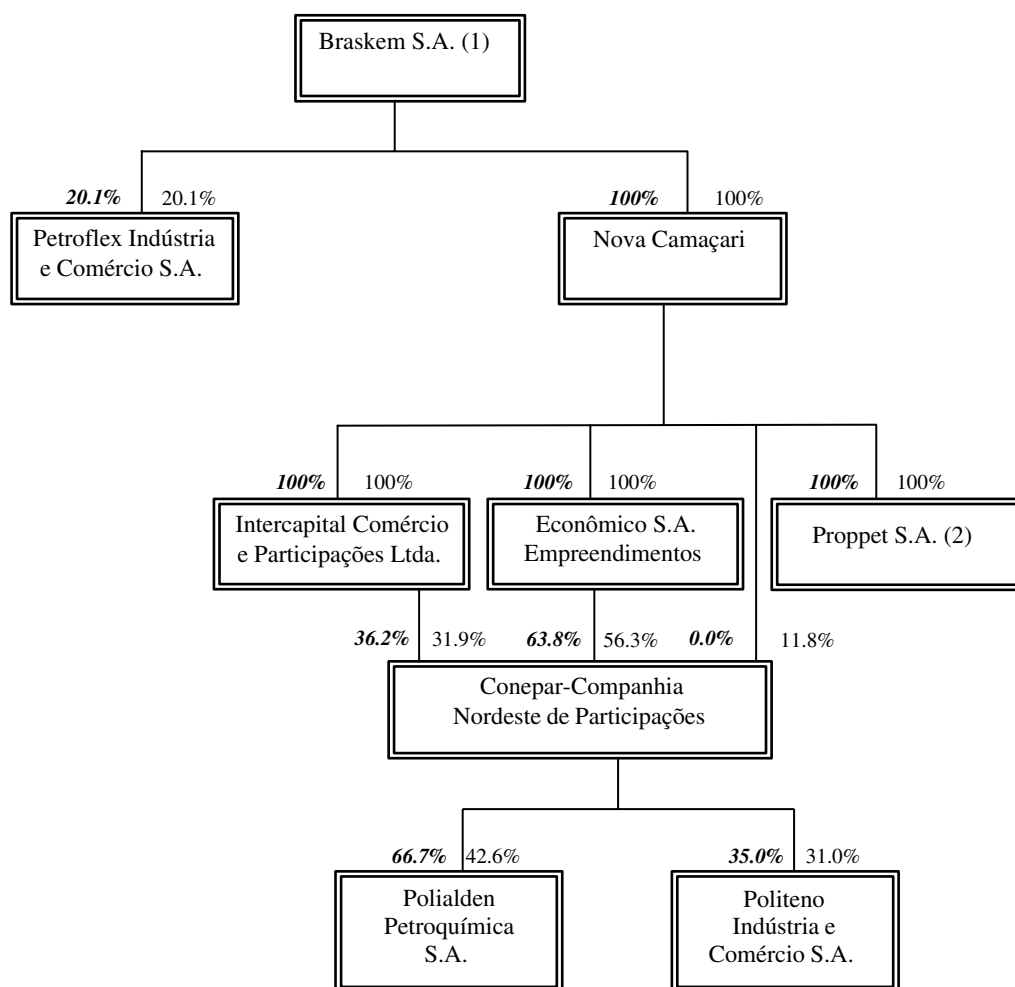 Braskem S.A. (1)
20.1% 20.1%
100% 100%
Petroflex Indústria
e Comércio S.A.
Nova Camaçari
100% 100%
100% 100%
100% 100%
Intercapital Comércio
e Participações Ltda.
Econômico S.A.
Empreendimentos
Proppet S.A. (2)
36.2% 31.9%
63.8% 56.3%
0.0% 11.8%
Conepar-Companhia
Nordeste de Participações
66.7% 42.6%
35.0% 31.0%
Polialden
Petroquímica
S.A.
Politeno
Indústria e
Comércio S.A.